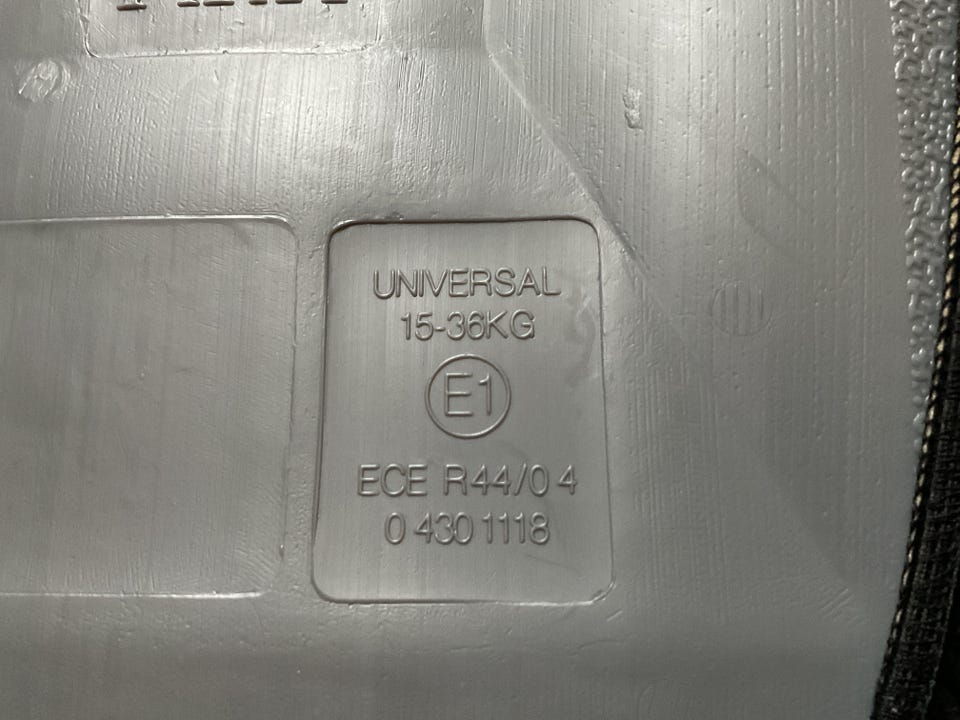 UNIVERSAL
15-36KG
E1
ECE R44/04
04301118